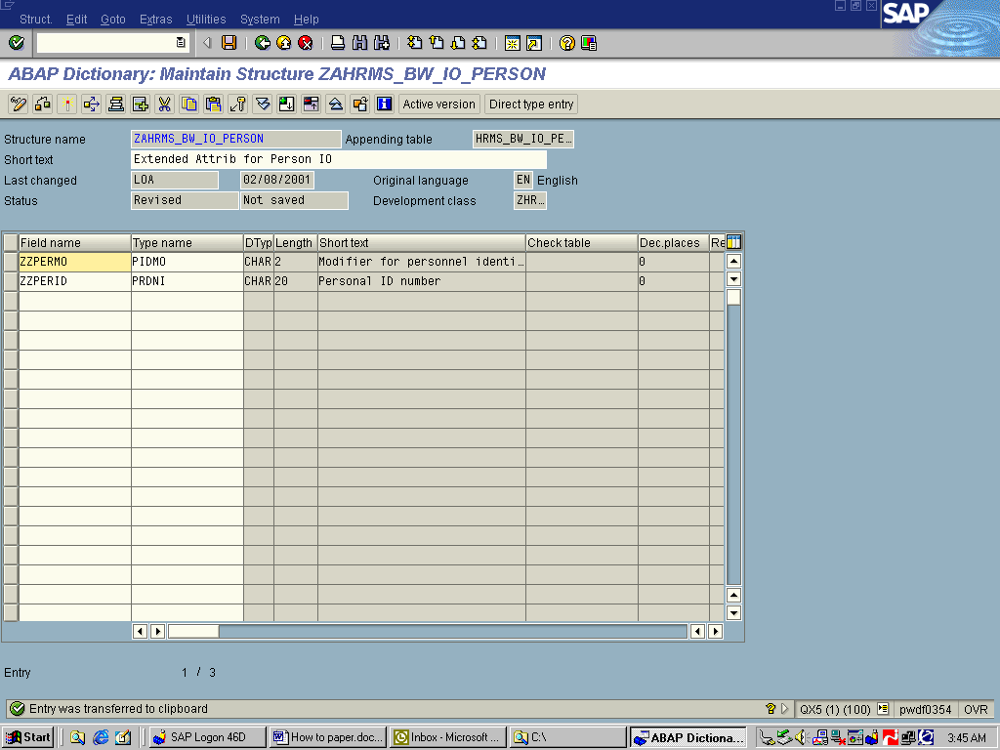 Struct. Edit Goto Extras Utilities System Help
SAP
ABAP Dictionary: Maintain Structure ZAHRMS_BW_IO_PERSON
Active version Direct type entry
Structure name ZAHRMS_BW_IO_PERSON Appending table HRMS_BW_IO_PE…
Short text Extended Attrib for Person IO
Last changed LOA 02/08/2001 Original language EN English
Status Revised Not saved Development class ZHR…
Field name Type name DTyp Length Short text Check table Dec.places Re
ZZPERMO PIDMO CHAR 2 Modifier for personnel identi… 0
ZZPERID PRDNI CHAR 20 Personal ID number 0
Entry 1 / 3
Entry was transferred to clipboard QX5 (1) (100) pwdf0354 OVR
Start SAP Logon 46D How to paper.doc... Inbox - Microsoft ... C:\ ABAP Dictiona... 3:45 AM